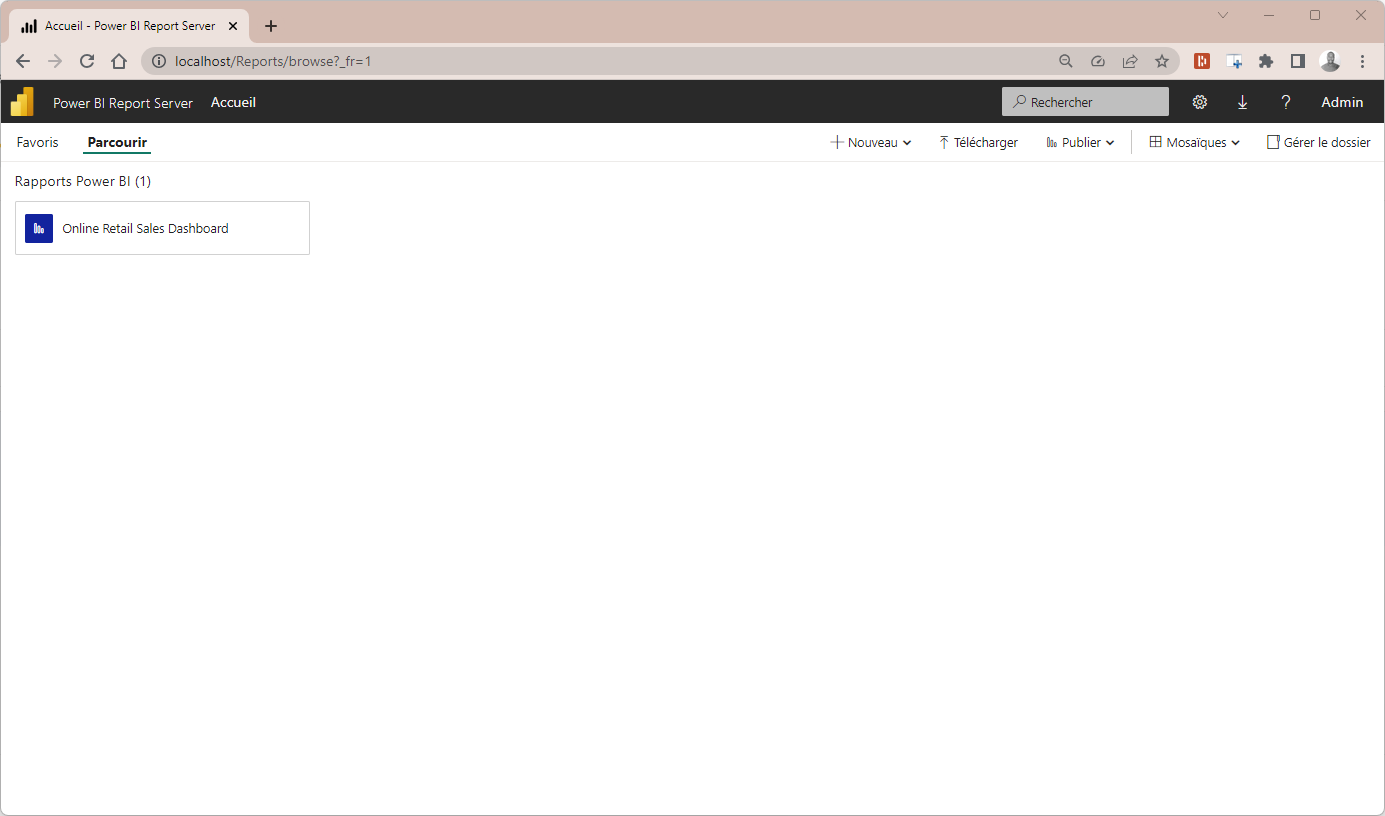 Accueil - Power BI Report Server
localhost/Reports/browse?_fr=1
Power BI Report Server Accueil Rechercher ? Admin
Favoris Parcourir Nouveau Télécharger Publier Mosaïques Gérer le dossier
Rapports Power BI (1)
Online Retail Sales Dashboard